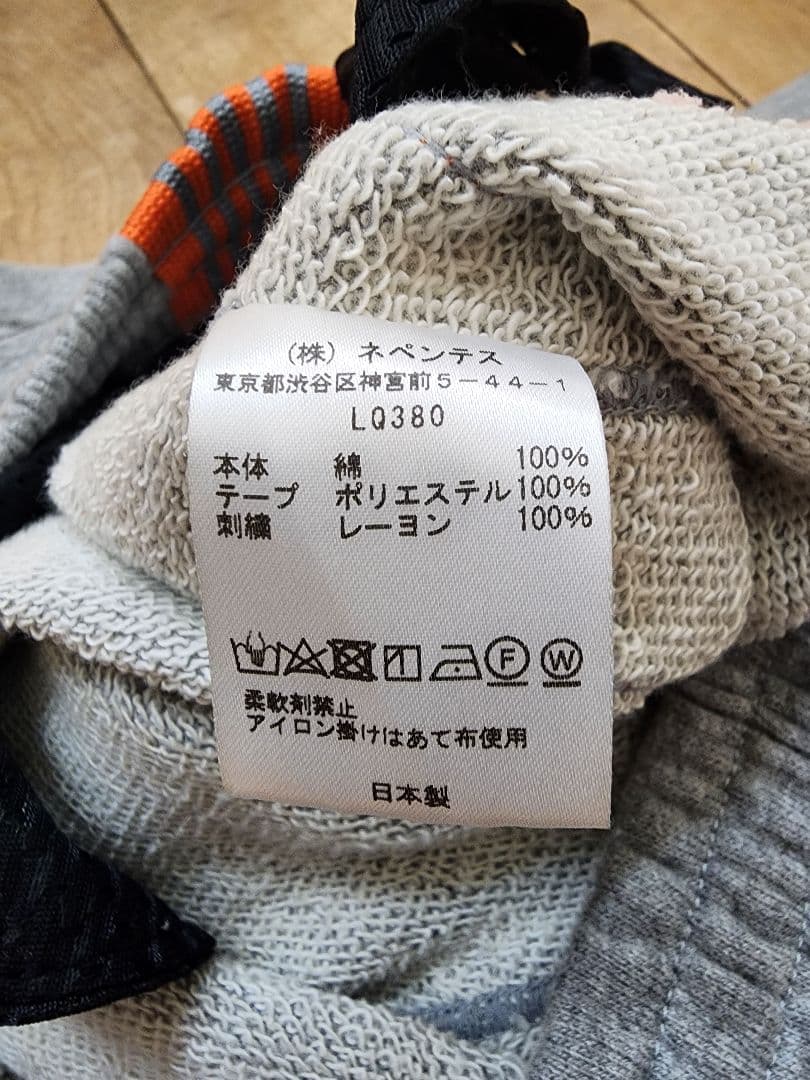 （株）ネペンテス
東京都渋谷区神宮前５－４４－１
LQ380
本体 綿 100%
テープ ポリエステル 100%
刺繍 レーヨン 100%
F W
柔軟剤禁止
アイロン掛けはあて布使用
日本製